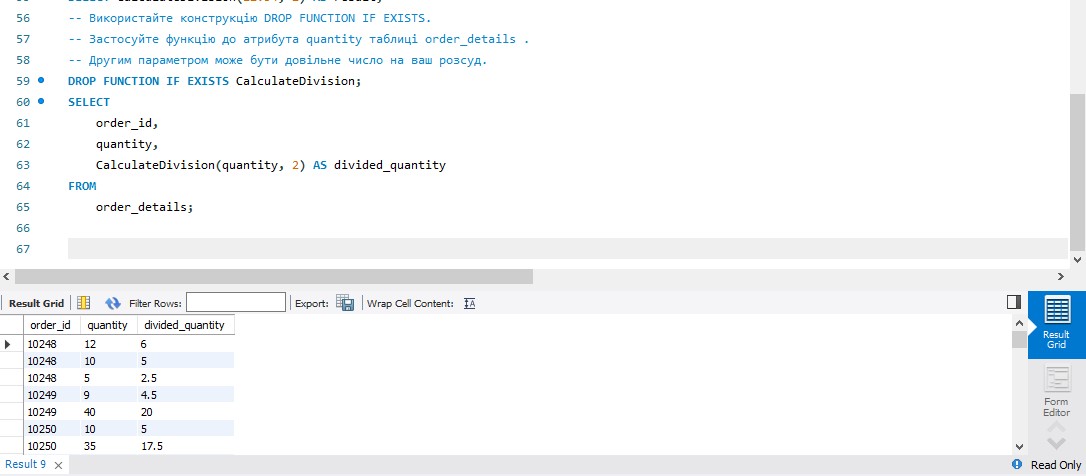 56 -- Використайте конструкцію DROP FUNCTION IF EXISTS.
57 -- Застосуйте функцію до атрибута quantity таблиці order_details .
58 -- Другим параметром може бути довільне число на ваш розсуд.
59 DROP FUNCTION IF EXISTS CalculateDivision;
60 SELECT
61 order_id,
62 quantity,
63 CalculateDivision(quantity, 2) AS divided_quantity
64 FROM
65 order_details;
66
67
Result Grid Filter Rows: Export: Wrap Cell Content:
order_id quantity divided_quantity
10248 12 6
10248 10 5
10248 5 2.5
10249 9 4.5
10249 40 20
10250 10 5
10250 35 17.5
Result
Grid
Form
Editor
Result 9 Read Only